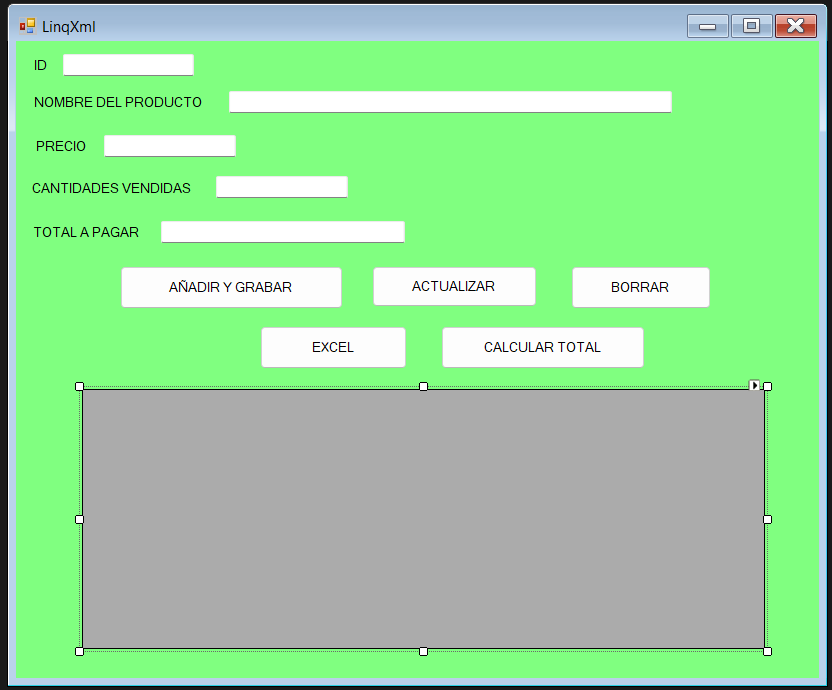 LinqXml
ID
NOMBRE DEL PRODUCTO
PRECIO
CANTIDADES VENDIDAS
TOTAL A PAGAR
AÑADIR Y GRABAR ACTUALIZAR BORRAR
EXCEL CALCULAR TOTAL